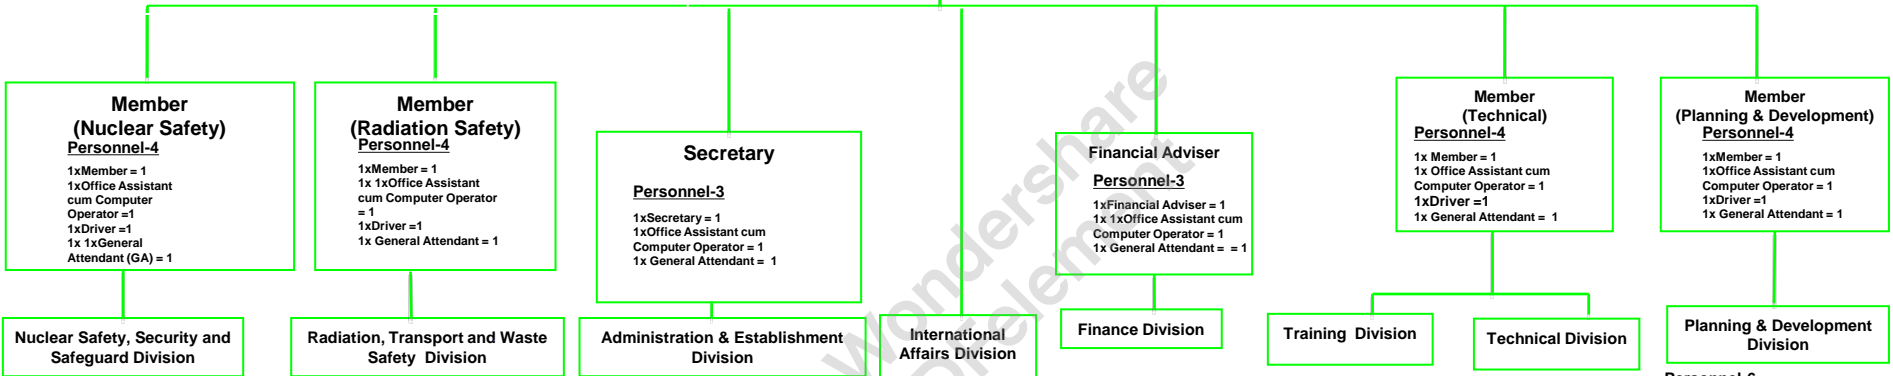 Member
(Nuclear Safety)
Personnel-4
1xMember = 1
1xOffice Assistant
cum Computer
Operator =1
1xDriver =1
1x 1xGeneral
Attendant (GA) = 1
Member
(Radiation Safety)
Personnel-4
1xMember = 1
1x 1xOffice Assistant
cum Computer Operator
= 1
1xDriver =1
1x General Attendant = 1
Secretary
Personnel-3
1xSecretary = 1
1xOffice Assistant cum
Computer Operator = 1
1x General Attendant = 1
Financial Adviser
Personnel-3
1xFinancial Adviser = 1
1x 1xOffice Assistant cum
Computer Operator = 1
1x General Attendant = = 1
Member
(Technical)
Personnel-4
1x Member = 1
1x Office Assistant cum
Computer Operator = 1
1xDriver =1
1x General Attendant = 1
Member
(Planning & Development)
Personnel-4
1xMember = 1
1xOffice Assistant cum
Computer Operator = 1
1xDriver =1
1x General Attendant = 1
Nuclear Safety, Security and
Safeguard Division
Radiation, Transport and Waste
Safety Division
Administration & Establishment
Division
International
Affairs Division
Finance Division
Training Division
Technical Division
Planning & Development
Division
Personnel-6
Wondershare
PDFelement